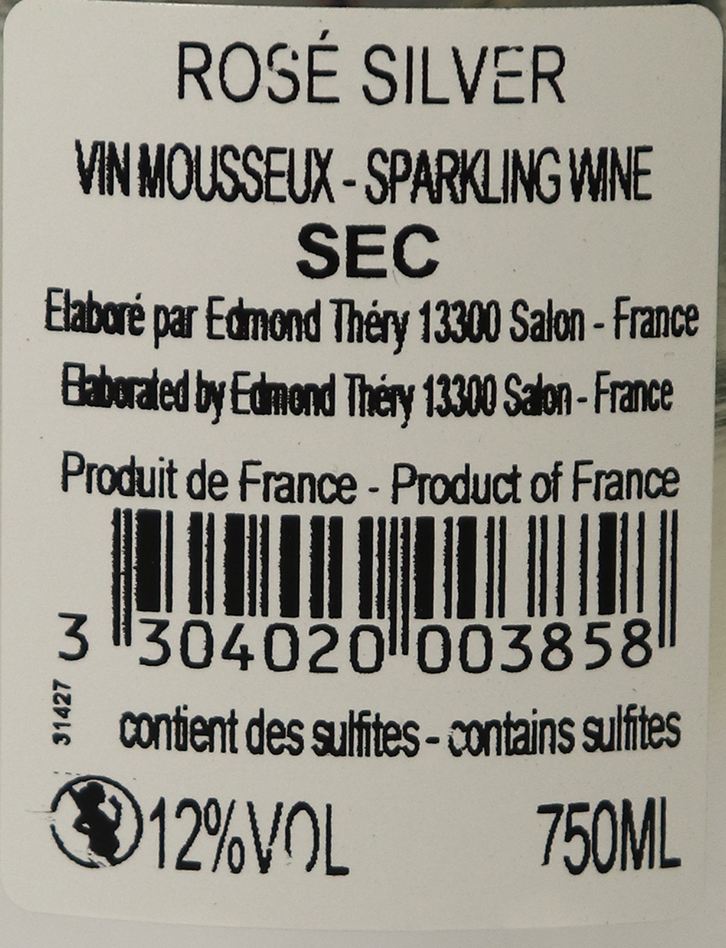 ROSÉ SILVER
VIN MOUSSEUX - SPARKLING WINE
SEC
Elaboré par Edmond Théry 13300 Salon - France
Elaborated by Edmond Théry 13300 Salon - France
Produit de France - Product of France
3 304020 003858
31427
contient des sulfites - contains sulfites
12%VOL 750ML